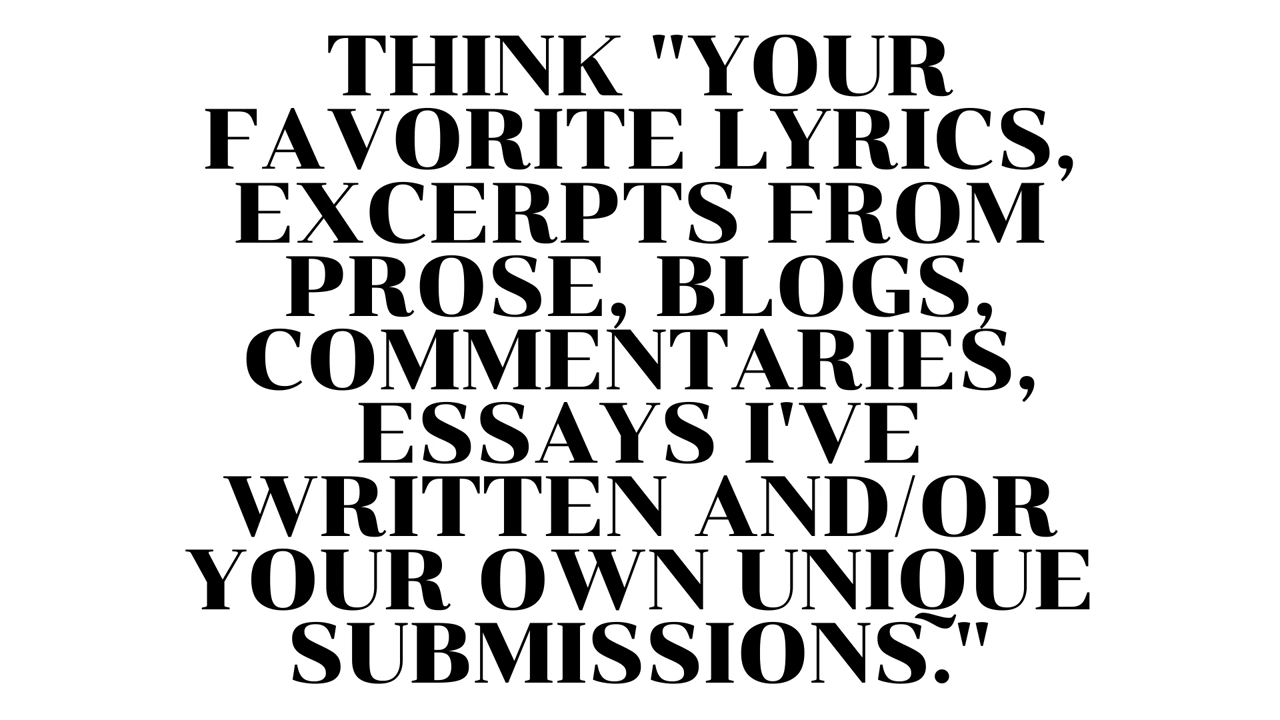 THINK "YOUR
FAVORITE LYRICS,
EXCERPTS FROM
PROSE, BLOGS,
COMMENTARIES,
ESSAYS I'VE
WRITTEN AND/OR
YOUR OWN UNIQUE
SUBMISSIONS."